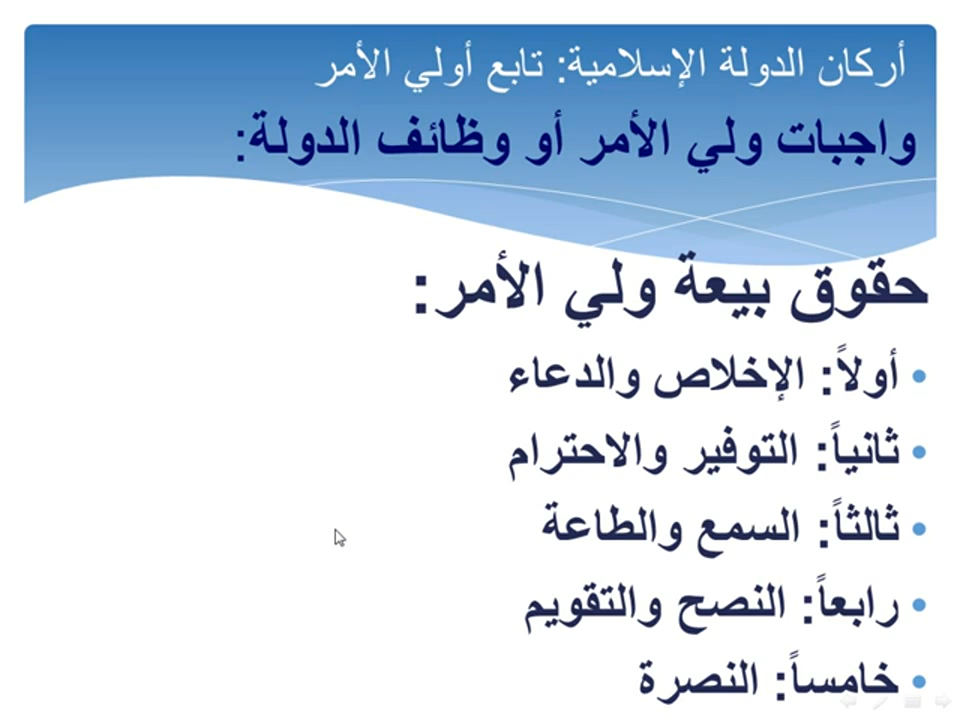 أركان الدولة الإسلامية: تابع أولي الأمر
واجبات ولي الأمر أو وظائف الدولة:
حقوق بيعة ولي الأمر:
• أولاً: الإخلاص والدعاء
• ثانياً: التوفير والاحترام
• ثالثاً: السمع والطاعة
• رابعاً: النصح والتقويم
• خامساً: النصرة